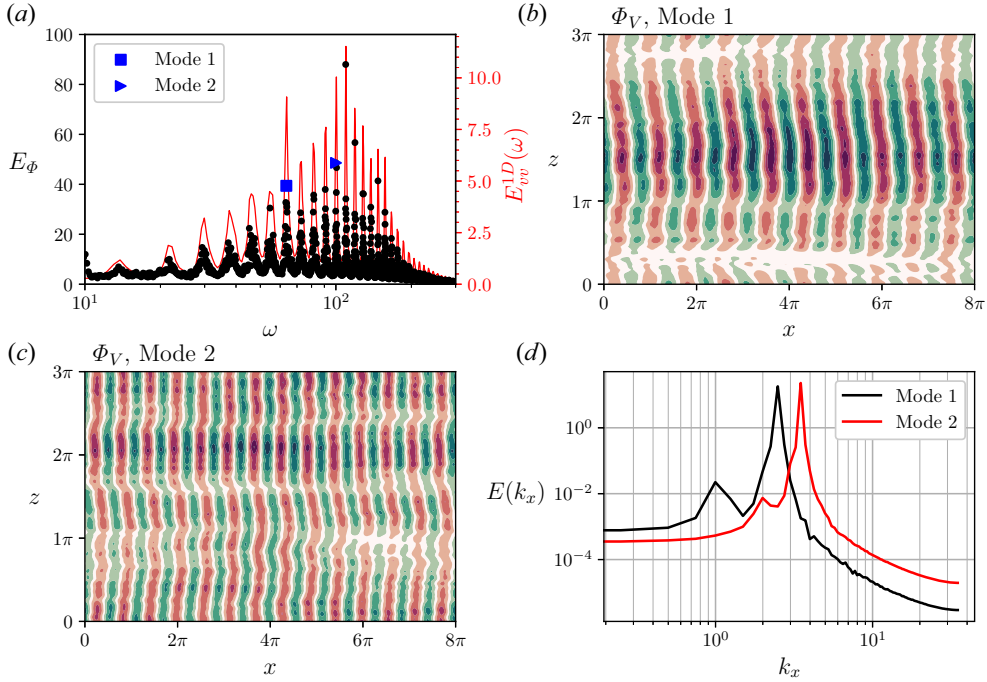 (a)
100
80
60
40
20
0
E_Φ
Mode 1
Mode 2
10.0
7.5
5.0
2.5
0.0
E^{1D}_{vv}(ω)
10^1
10^2
ω
(b)
Φ_V, Mode 1
3π
2π
1π
0
z
0
2π
4π
6π
8π
x
(c)
Φ_V, Mode 2
3π
2π
1π
0
z
0
2π
4π
6π
8π
x
(d)
Mode 1
Mode 2
10^0
10^{−2}
10^{−4}
E(k_x)
10^0
10^1
k_x